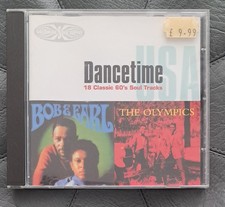 £ 9.99
USA
Dancetime
18 Classic 60's Soul Tracks
BOB & EARL
THE OLYMPICS